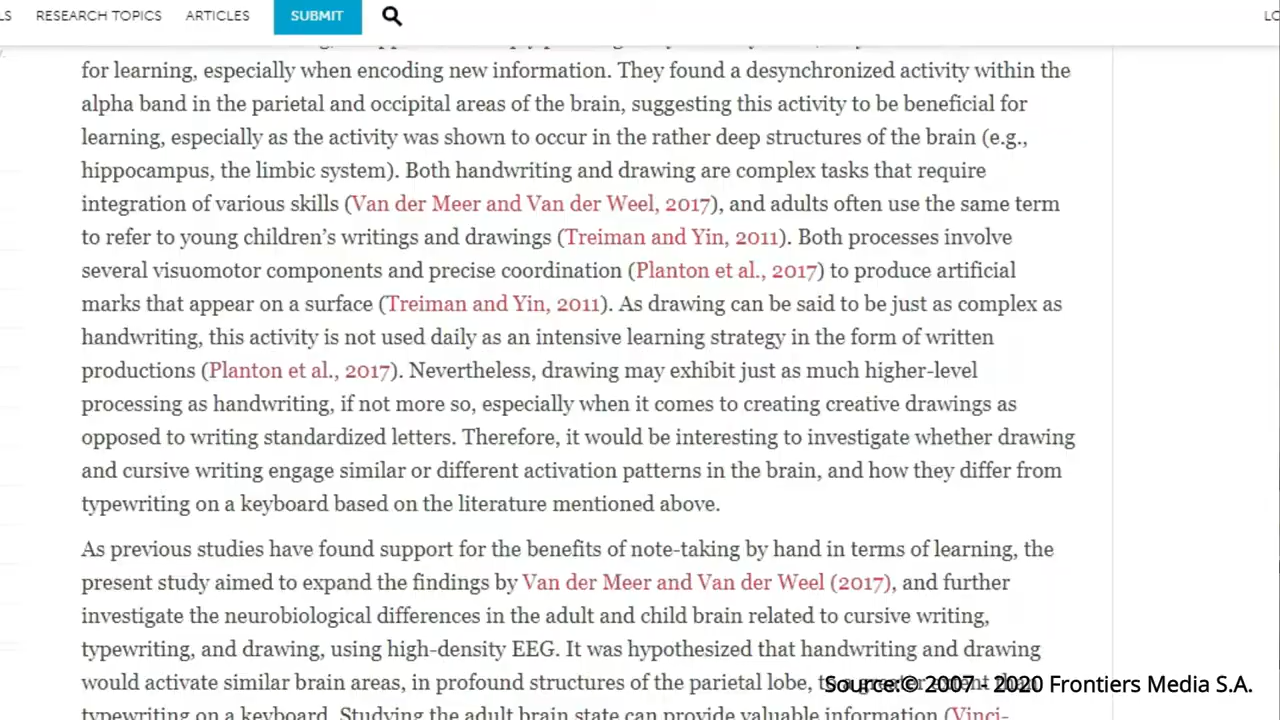 RESEARCH TOPICS ARTICLES SUBMIT
for learning, especially when encoding new information. They found a desynchronized activity within the
alpha band in the parietal and occipital areas of the brain, suggesting this activity to be beneficial for
learning, especially as the activity was shown to occur in the rather deep structures of the brain (e.g.,
hippocampus, the limbic system). Both handwriting and drawing are complex tasks that require
integration of various skills (Van der Meer and Van der Weel, 2017), and adults often use the same term
to refer to young children’s writings and drawings (Treiman and Yin, 2011). Both processes involve
several visuomotor components and precise coordination (Planton et al., 2017) to produce artificial
marks that appear on a surface (Treiman and Yin, 2011). As drawing can be said to be just as complex as
handwriting, this activity is not used daily as an intensive learning strategy in the form of written
productions (Planton et al., 2017). Nevertheless, drawing may exhibit just as much higher-level
processing as handwriting, if not more so, especially when it comes to creating creative drawings as
opposed to writing standardized letters. Therefore, it would be interesting to investigate whether drawing
and cursive writing engage similar or different activation patterns in the brain, and how they differ from
typewriting on a keyboard based on the literature mentioned above.
As previous studies have found support for the benefits of note-taking by hand in terms of learning, the
present study aimed to expand the findings by Van der Meer and Van der Weel (2017), and further
investigate the neurobiological differences in the adult and child brain related to cursive writing,
typewriting, and drawing, using high-density EEG. It was hypothesized that handwriting and drawing
would activate similar brain areas, in profound structures of the parietal lobe,
Source:© 2007 - 2020 Frontiers Media S.A.
typewriting on a keyboard. Studying the adult brain state can provide valuable information (Vinci-